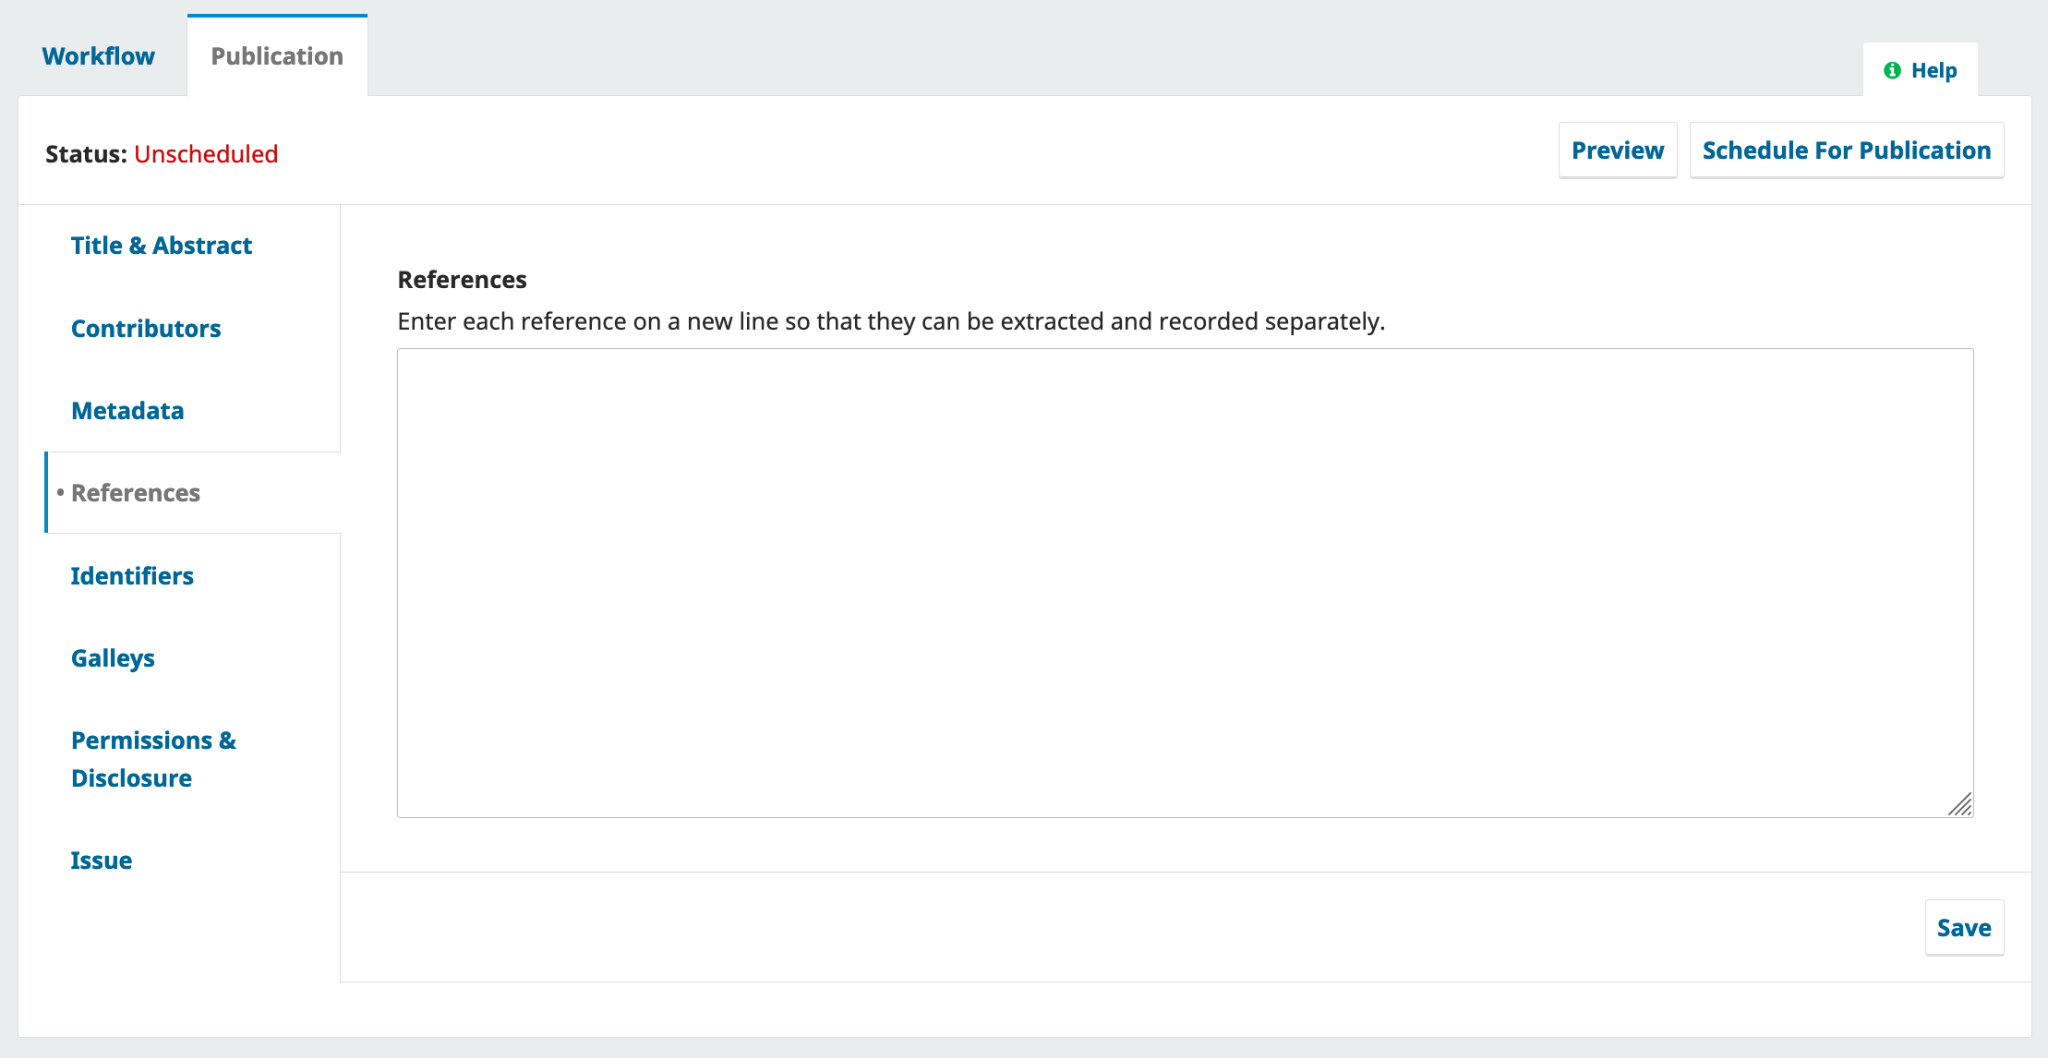 Workflow
Publication
Help
Status: Unscheduled
Preview
Schedule For Publication
Title & Abstract
Contributors
Metadata
• References
Identifiers
Galleys
Permissions &
Disclosure
Issue
References
Enter each reference on a new line so that they can be extracted and recorded separately.
Save